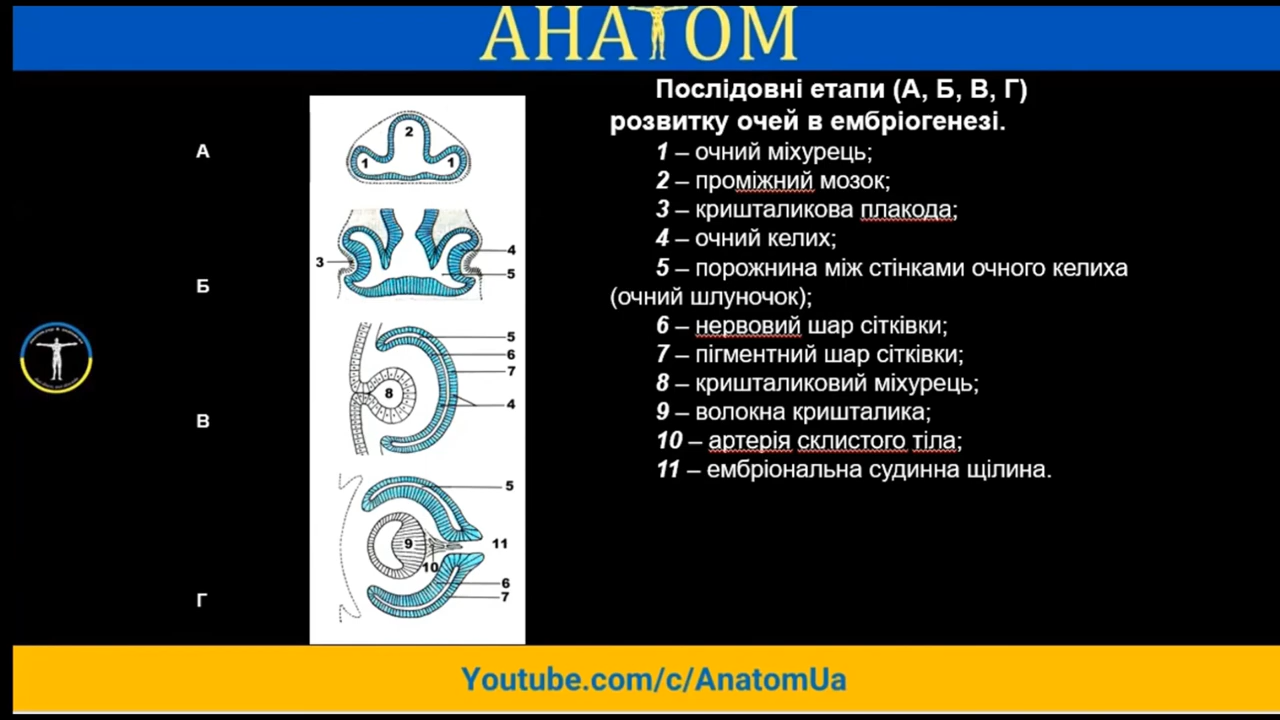 АНАТОМ
Послідовні етапи (А, Б, В, Г)
розвитку очей в ембріогенезі.
1 – очний міхурець;
2 – проміжний мозок;
3 – кришталикова плакода;
4 – очний келих;
5 – порожнина між стінками очного келиха
(очний шлуночок);
6 – нервовий шар сітківки;
7 – пігментний шар сітківки;
8 – кришталиковий міхурець;
9 – волокна кришталика;
10 – артерія склистого тіла;
11 – ембріональна судинна щілина.
А
2
1 1
Б
3
4
5
В
5
6
7
8
4
Г
5
9
11
10
6
7
Youtube.com/c/AnatomUa